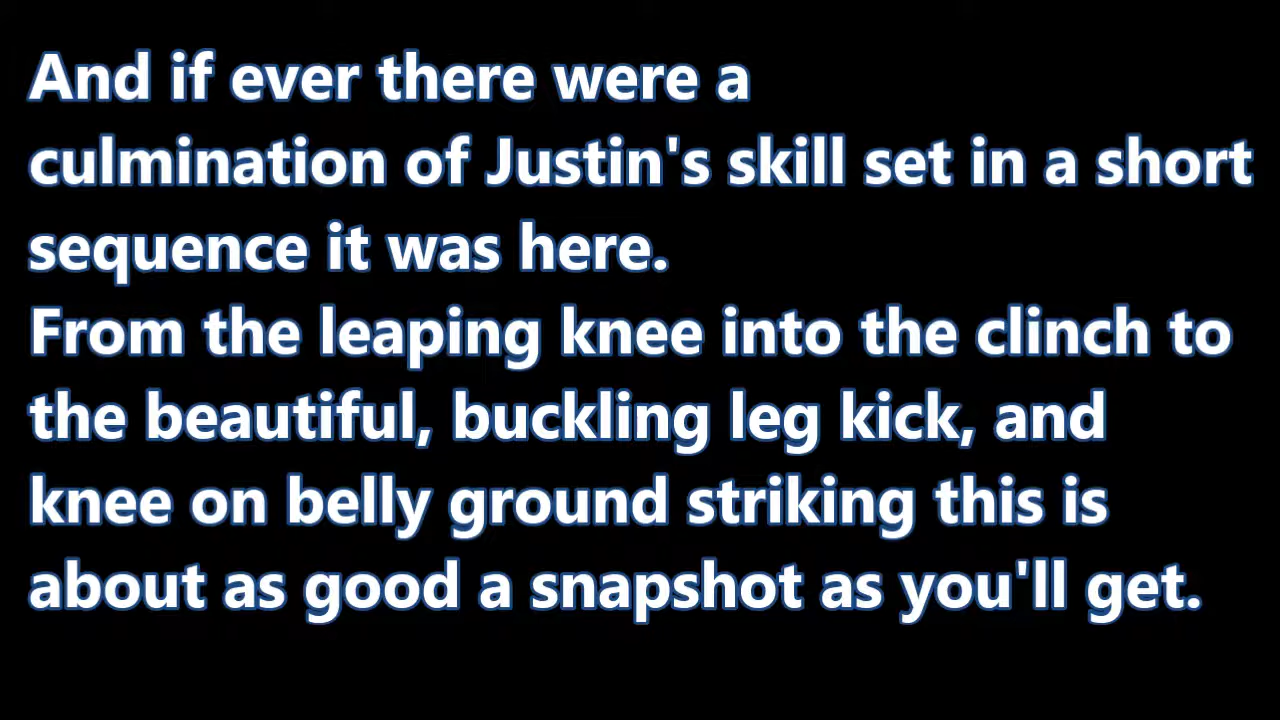 And if ever there were a
culmination of Justin's skill set in a short
sequence it was here.
From the leaping knee into the clinch to
the beautiful, buckling leg kick, and
knee on belly ground striking this is
about as good a snapshot as you'll get.